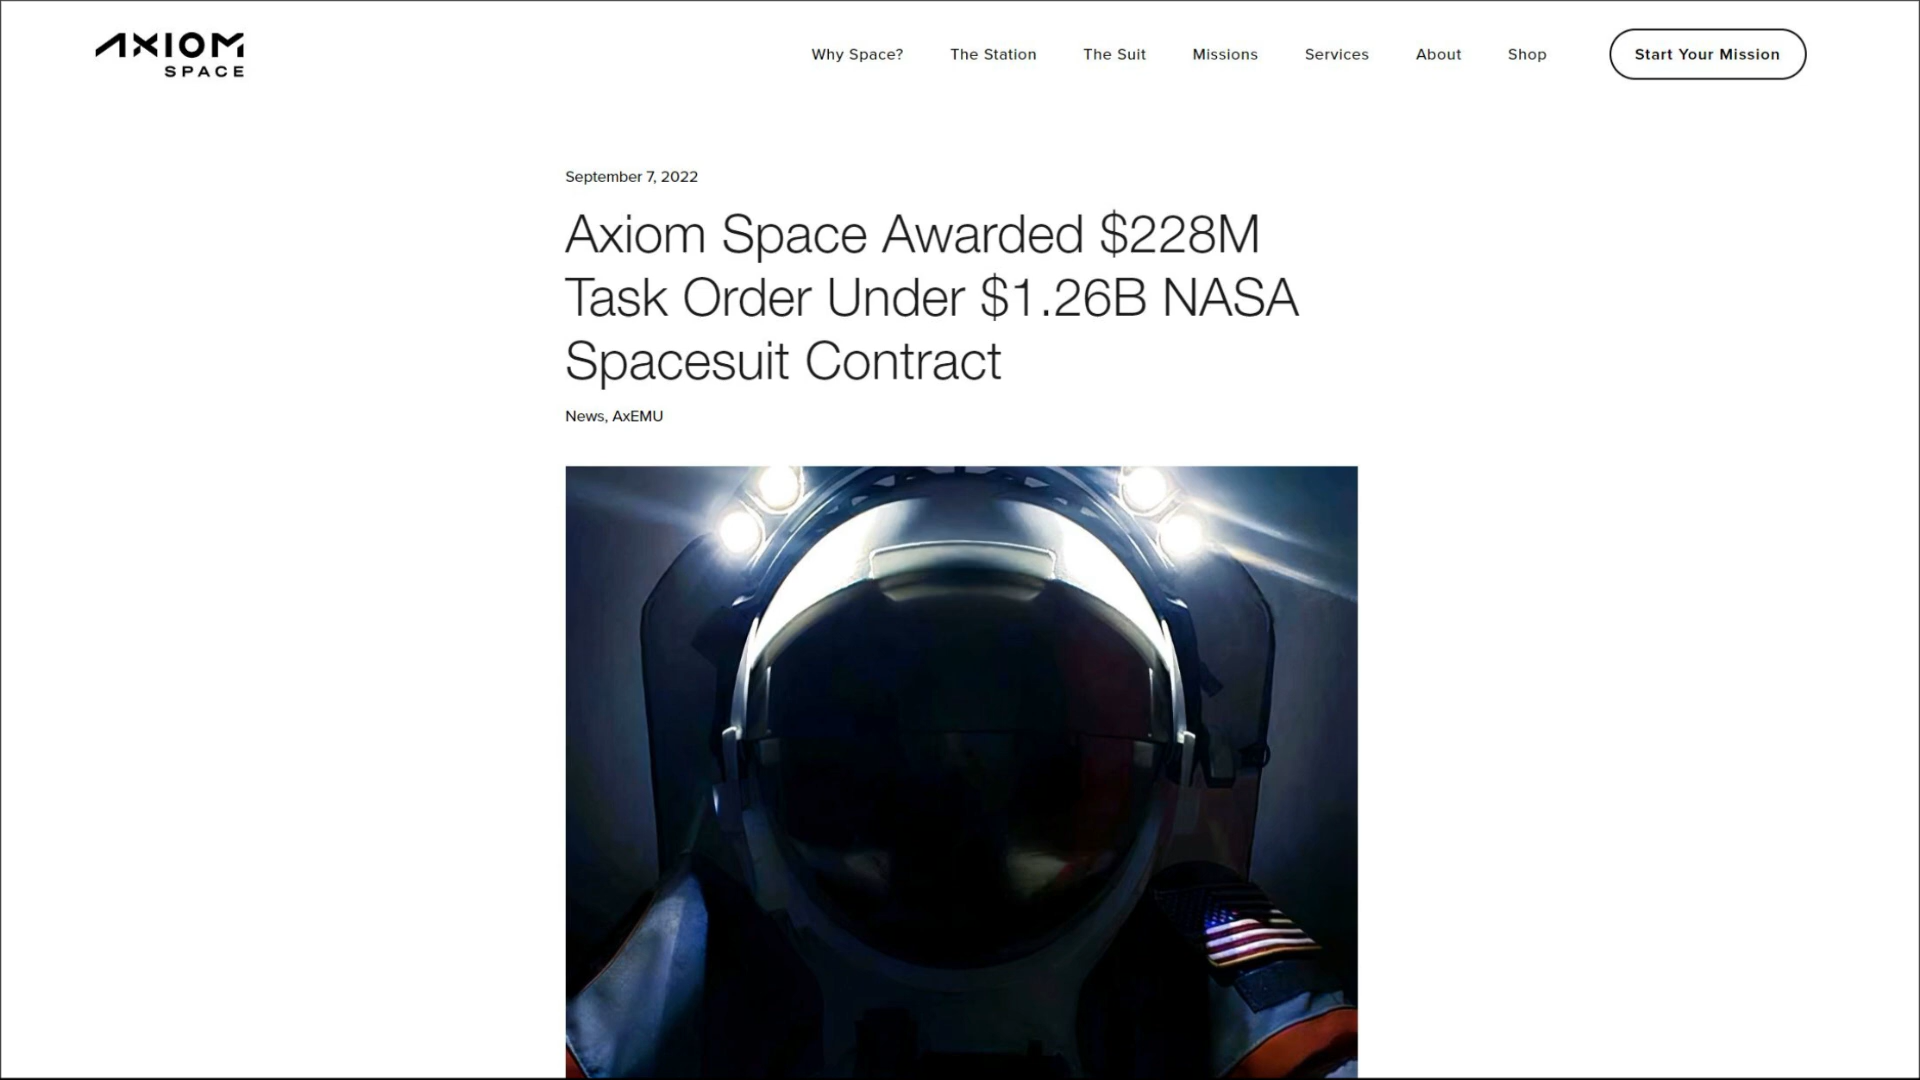 AXIOM
SPACE
Why Space? The Station The Suit Missions Services About Shop Start Your Mission
September 7, 2022
Axiom Space Awarded $228M
Task Order Under $1.26B NASA
Spacesuit Contract
News, AxEMU